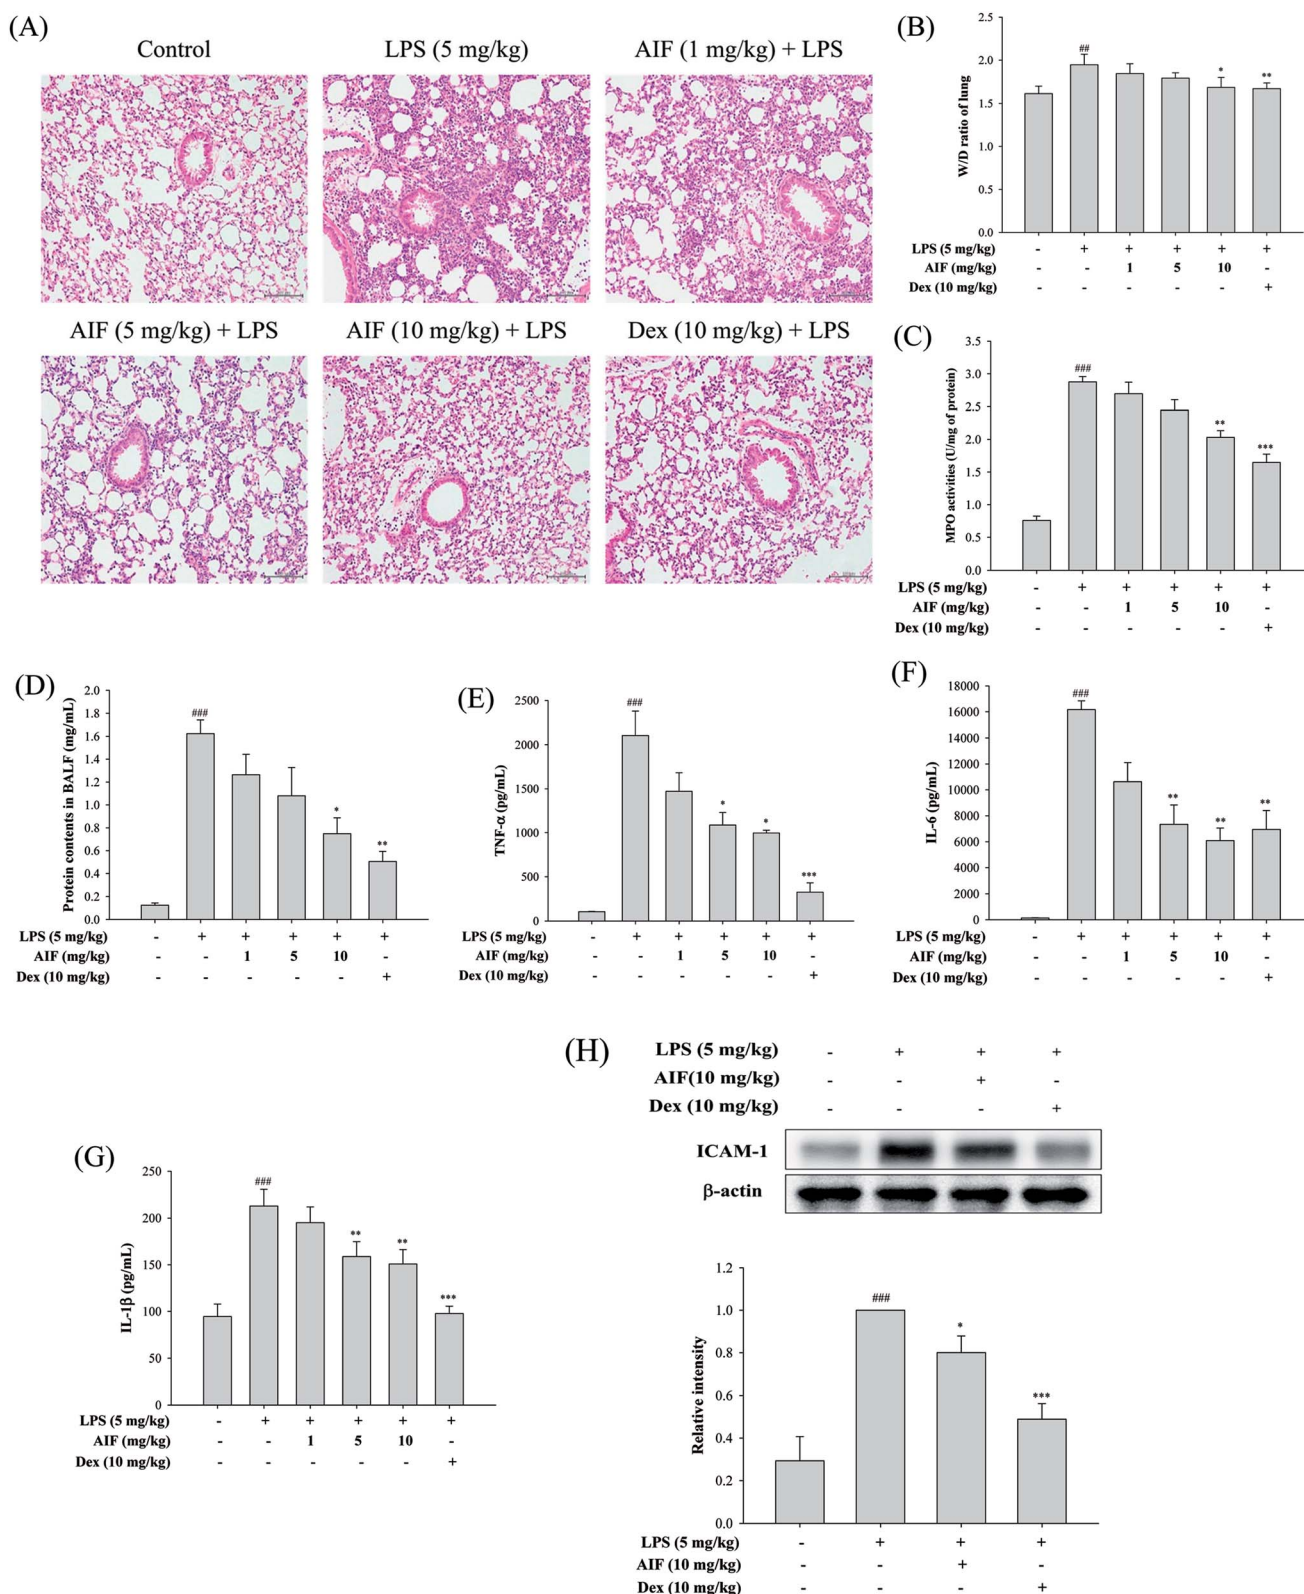 (A)
Control
LPS (5 mg/kg)
AIF (1 mg/kg) + LPS
AIF (5 mg/kg) + LPS
AIF (10 mg/kg) + LPS
Dex (10 mg/kg) + LPS
(B)
W/D ratio of lung
2.5
2.0
1.5
1.0
0.5
0.0
##
*
**
LPS (5 mg/kg) - + + + + +
AIF (mg/kg) - - 1 5 10 -
Dex (10 mg/kg) - - - - - +
(C)
MPO activities (U/mg of protein)
3.5
3.0
2.5
2.0
1.5
1.0
0.5
0.0
###
**
***
LPS (5 mg/kg) - + + + + +
AIF (mg/kg) - - 1 5 10 -
Dex (10 mg/kg) - - - - - +
(D)
Protein contents in BALF (mg/mL)
2.0
1.8
1.6
1.4
1.2
1.0
0.8
0.6
0.4
0.2
0.0
###
*
**
LPS (5 mg/kg) - + + + + +
AIF (mg/kg) - - 1 5 10 -
Dex (10 mg/kg) - - - - - +
(E)
TNF-α (pg/mL)
2500
2000
1500
1000
500
0
###
*
*
***
LPS (5 mg/kg) - + + + + +
AIF (mg/kg) - - 1 5 10 -
Dex (10 mg/kg) - - - - - +
(F)
IL-6 (pg/mL)
18000
16000
14000
12000
10000
8000
6000
4000
2000
0
###
**
**
**
LPS (5 mg/kg) - + + + + +
AIF (mg/kg) - - 1 5 10 -
Dex (10 mg/kg) - - - - - +
(G)
IL-1β (pg/mL)
250
200
150
100
50
0
###
**
**
***
LPS (5 mg/kg) - + + + + +
AIF (mg/kg) - - 1 5 10 -
Dex (10 mg/kg) - - - - - +
(H)
LPS (5 mg/kg) - + + +
AIF(10 mg/kg) - - + -
Dex (10 mg/kg) - - - +
ICAM-1
β-actin
Relative intensity
1.2
1.0
0.8
0.6
0.4
0.2
0.0
###
*
***
LPS (5 mg/kg) - + + +
AIF (10 mg/kg) - - + -
Dex (10 mg/kg) - - - +